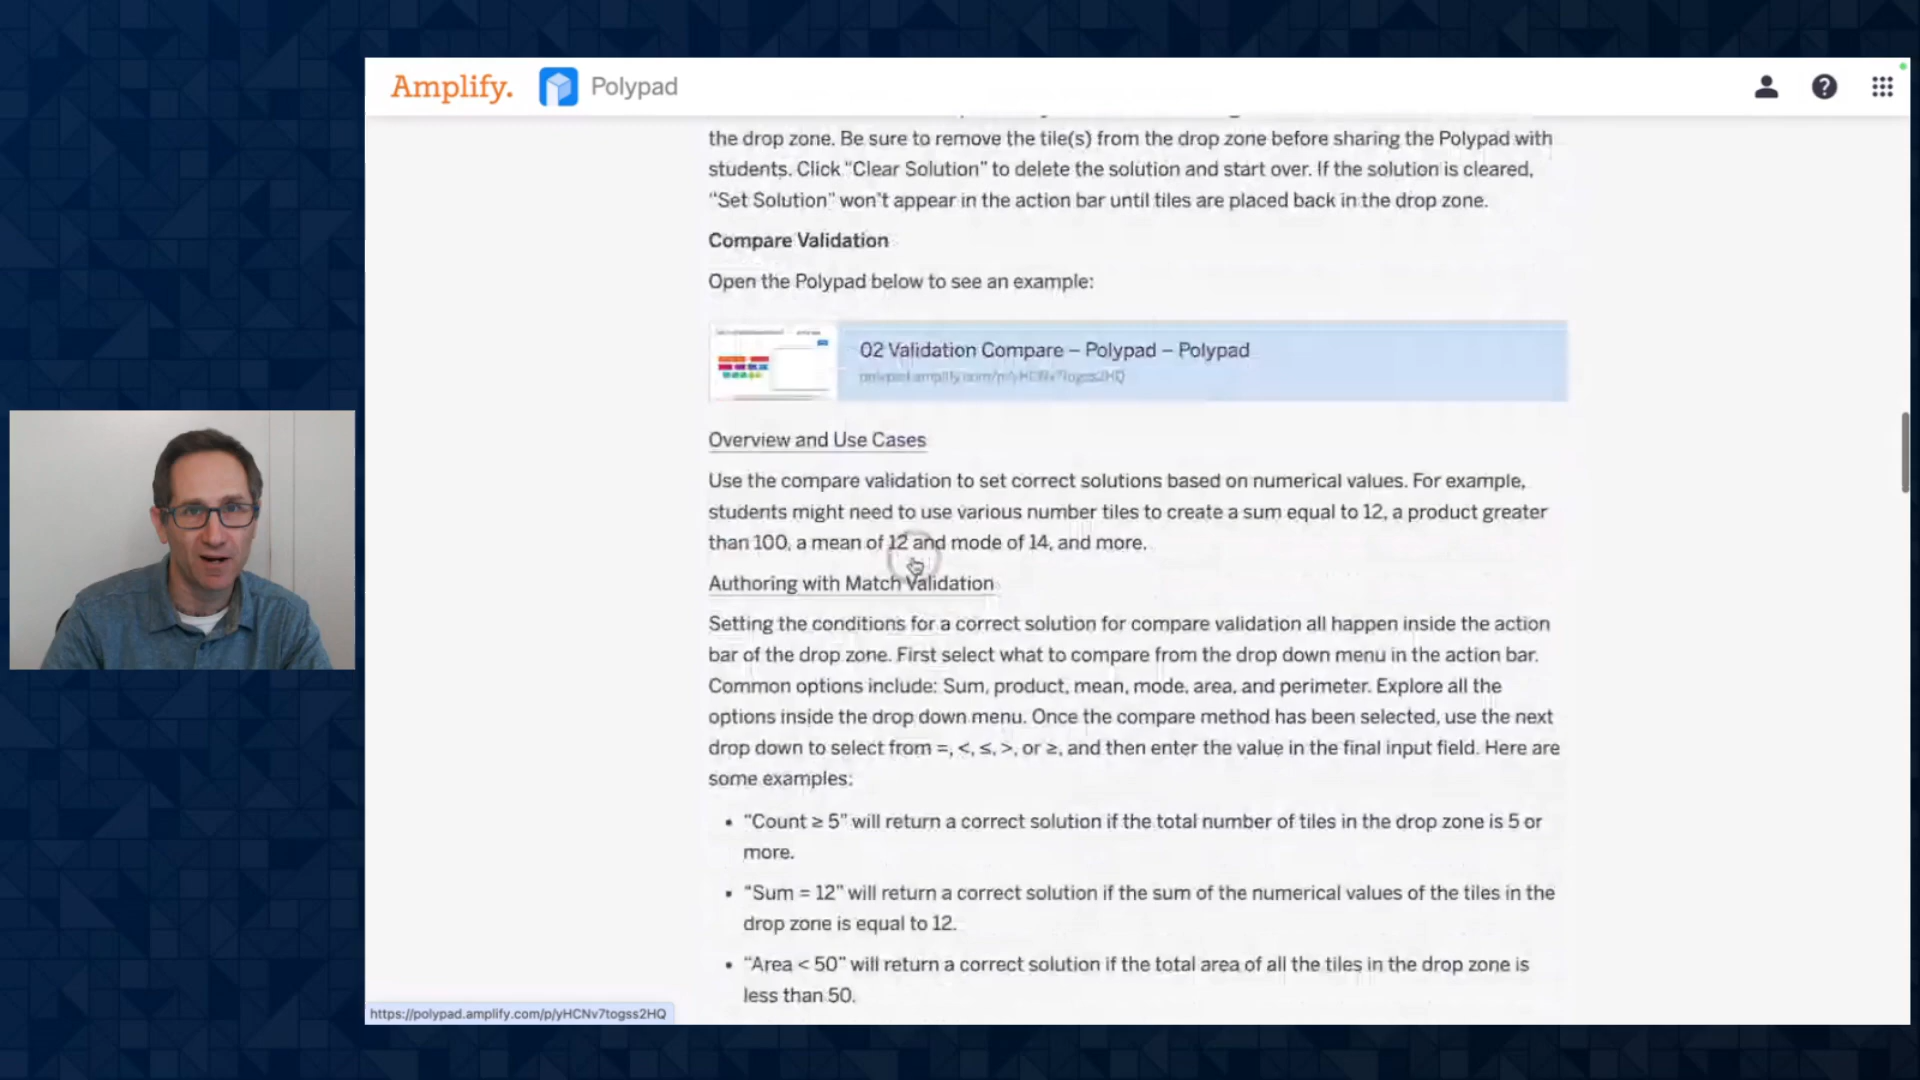 Amplify. Polypad
the drop zone. Be sure to remove the tile(s) from the drop zone before sharing the Polypad with
students. Click "Clear Solution" to delete the solution and start over. If the solution is cleared,
"Set Solution" won't appear in the action bar until tiles are placed back in the drop zone.
Compare Validation
Open the Polypad below to see an example:
02 Validation Compare – Polypad – Polypad
polypad.amplify.com/p/yHCNv7togss2HQ
Overview and Use Cases
Use the compare validation to set correct solutions based on numerical values. For example,
students might need to use various number tiles to create a sum equal to 12, a product greater
than 100, a mean of 12 and mode of 14, and more.
Authoring with Match Validation
Setting the conditions for a correct solution for compare validation all happen inside the action
bar of the drop zone. First select what to compare from the drop down menu in the action bar.
Common options include: Sum, product, mean, mode, area, and perimeter. Explore all the
options inside the drop down menu. Once the compare method has been selected, use the next
drop down to select from =, <, ≤, >, or ≥, and then enter the value in the final input field. Here are
some examples:
• "Count ≥ 5" will return a correct solution if the total number of tiles in the drop zone is 5 or
more.
• "Sum = 12" will return a correct solution if the sum of the numerical values of the tiles in the
drop zone is equal to 12.
• "Area < 50" will return a correct solution if the total area of all the tiles in the drop zone is
less than 50.
https://polypad.amplify.com/p/yHCNv7togss2HQ